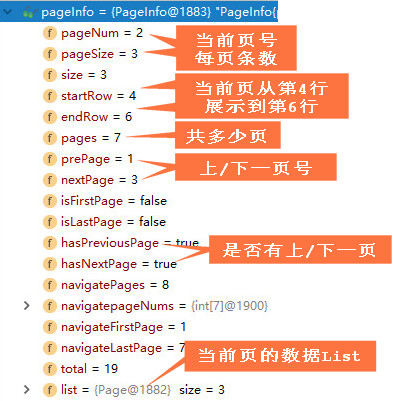 pageInfo = {PageInfo@1883} "PageInfo{
pageNum = 2
当前页号
pageSize = 3
每页条数
size = 3
startRow = 4
当前页从第4行
endRow = 6
展示到第6行
pages = 7
共多少页
prePage = 1
上/下一页号
nextPage = 3
isFirstPage = false
isLastPage = false
hasPreviousPage = true
是否有上/下一页
hasNextPage = true
navigatePages = 8
navigatepageNums = {int[7]@1900}
navigateFirstPage = 1
navigateLastPage = 7
当前页的数据List
total = 19
list = {Page@1882} size = 3